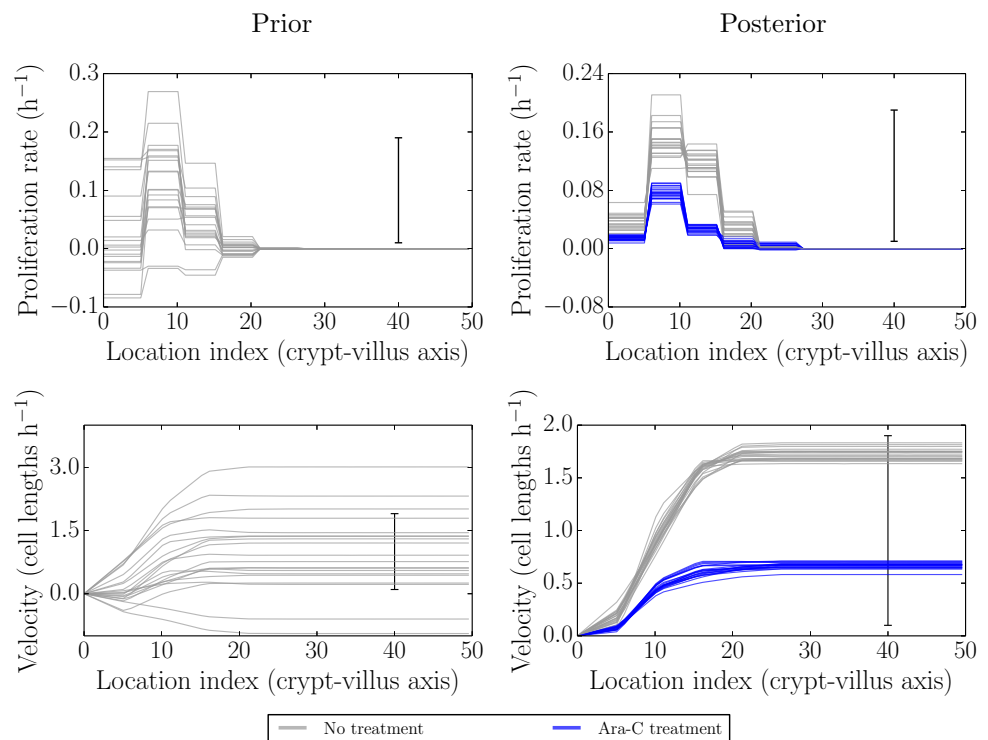 Prior
Posterior
Proliferation rate (h−1)
0.3
0.2
0.1
0.0
−0.1
0 10 20 30 40 50
Location index (crypt-villus axis)
Proliferation rate (h−1)
0.24
0.16
0.08
0.00
−0.08
0 10 20 30 40 50
Location index (crypt-villus axis)
Velocity (cell lengths h−1)
3.0
1.5
0.0
0 10 20 30 40 50
Location index (crypt-villus axis)
Velocity (cell lengths h−1)
2.0
1.5
1.0
0.5
0.0
0 10 20 30 40 50
Location index (crypt-villus axis)
No treatment
Ara-C treatment